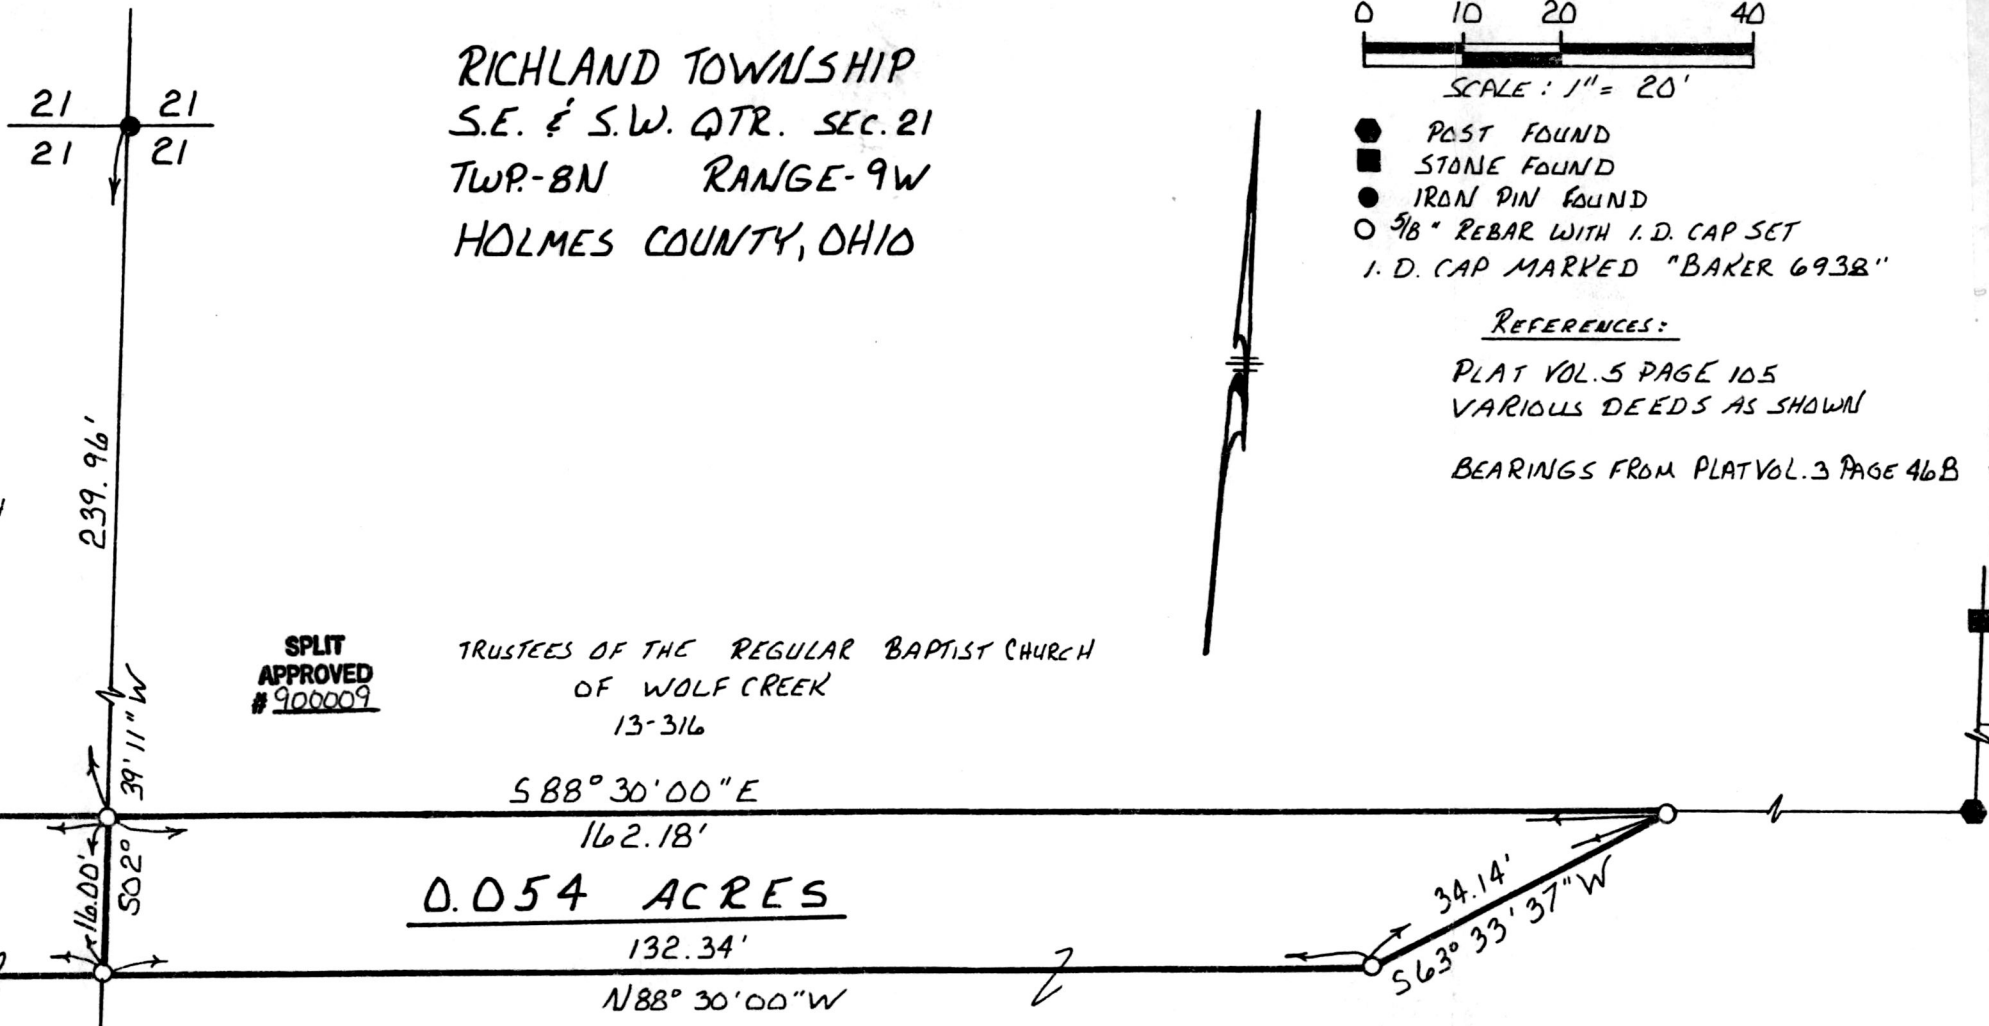 RICHLAND TOWNSHIP
S.E. & S.W. QTR. SEC. 21
TWP.-8N RANGE-9W
HOLMES COUNTY, OHIO
21 21
21 21
0 10 20 40
SCALE : 1" = 20'
POST FOUND
STONE FOUND
IRON PIN FOUND
5/8" REBAR WITH I.D. CAP SET
I.D. CAP MARKED "BAKER 6938"
REFERENCES:
PLAT VOL.5 PAGE 105
VARIOUS DEEDS AS SHOWN
BEARINGS FROM PLAT VOL.3 PAGE 46B
239.96'
SPLIT
APPROVED
# 900009
TRUSTEES OF THE REGULAR BAPTIST CHURCH
OF WOLF CREEK
13-316
S02° 39' 11" W
16.00'
S 88° 30' 00" E
162.18'
0.054 ACRES
132.34'
N88° 30' 00" W
34.14'
S63° 33' 37" W